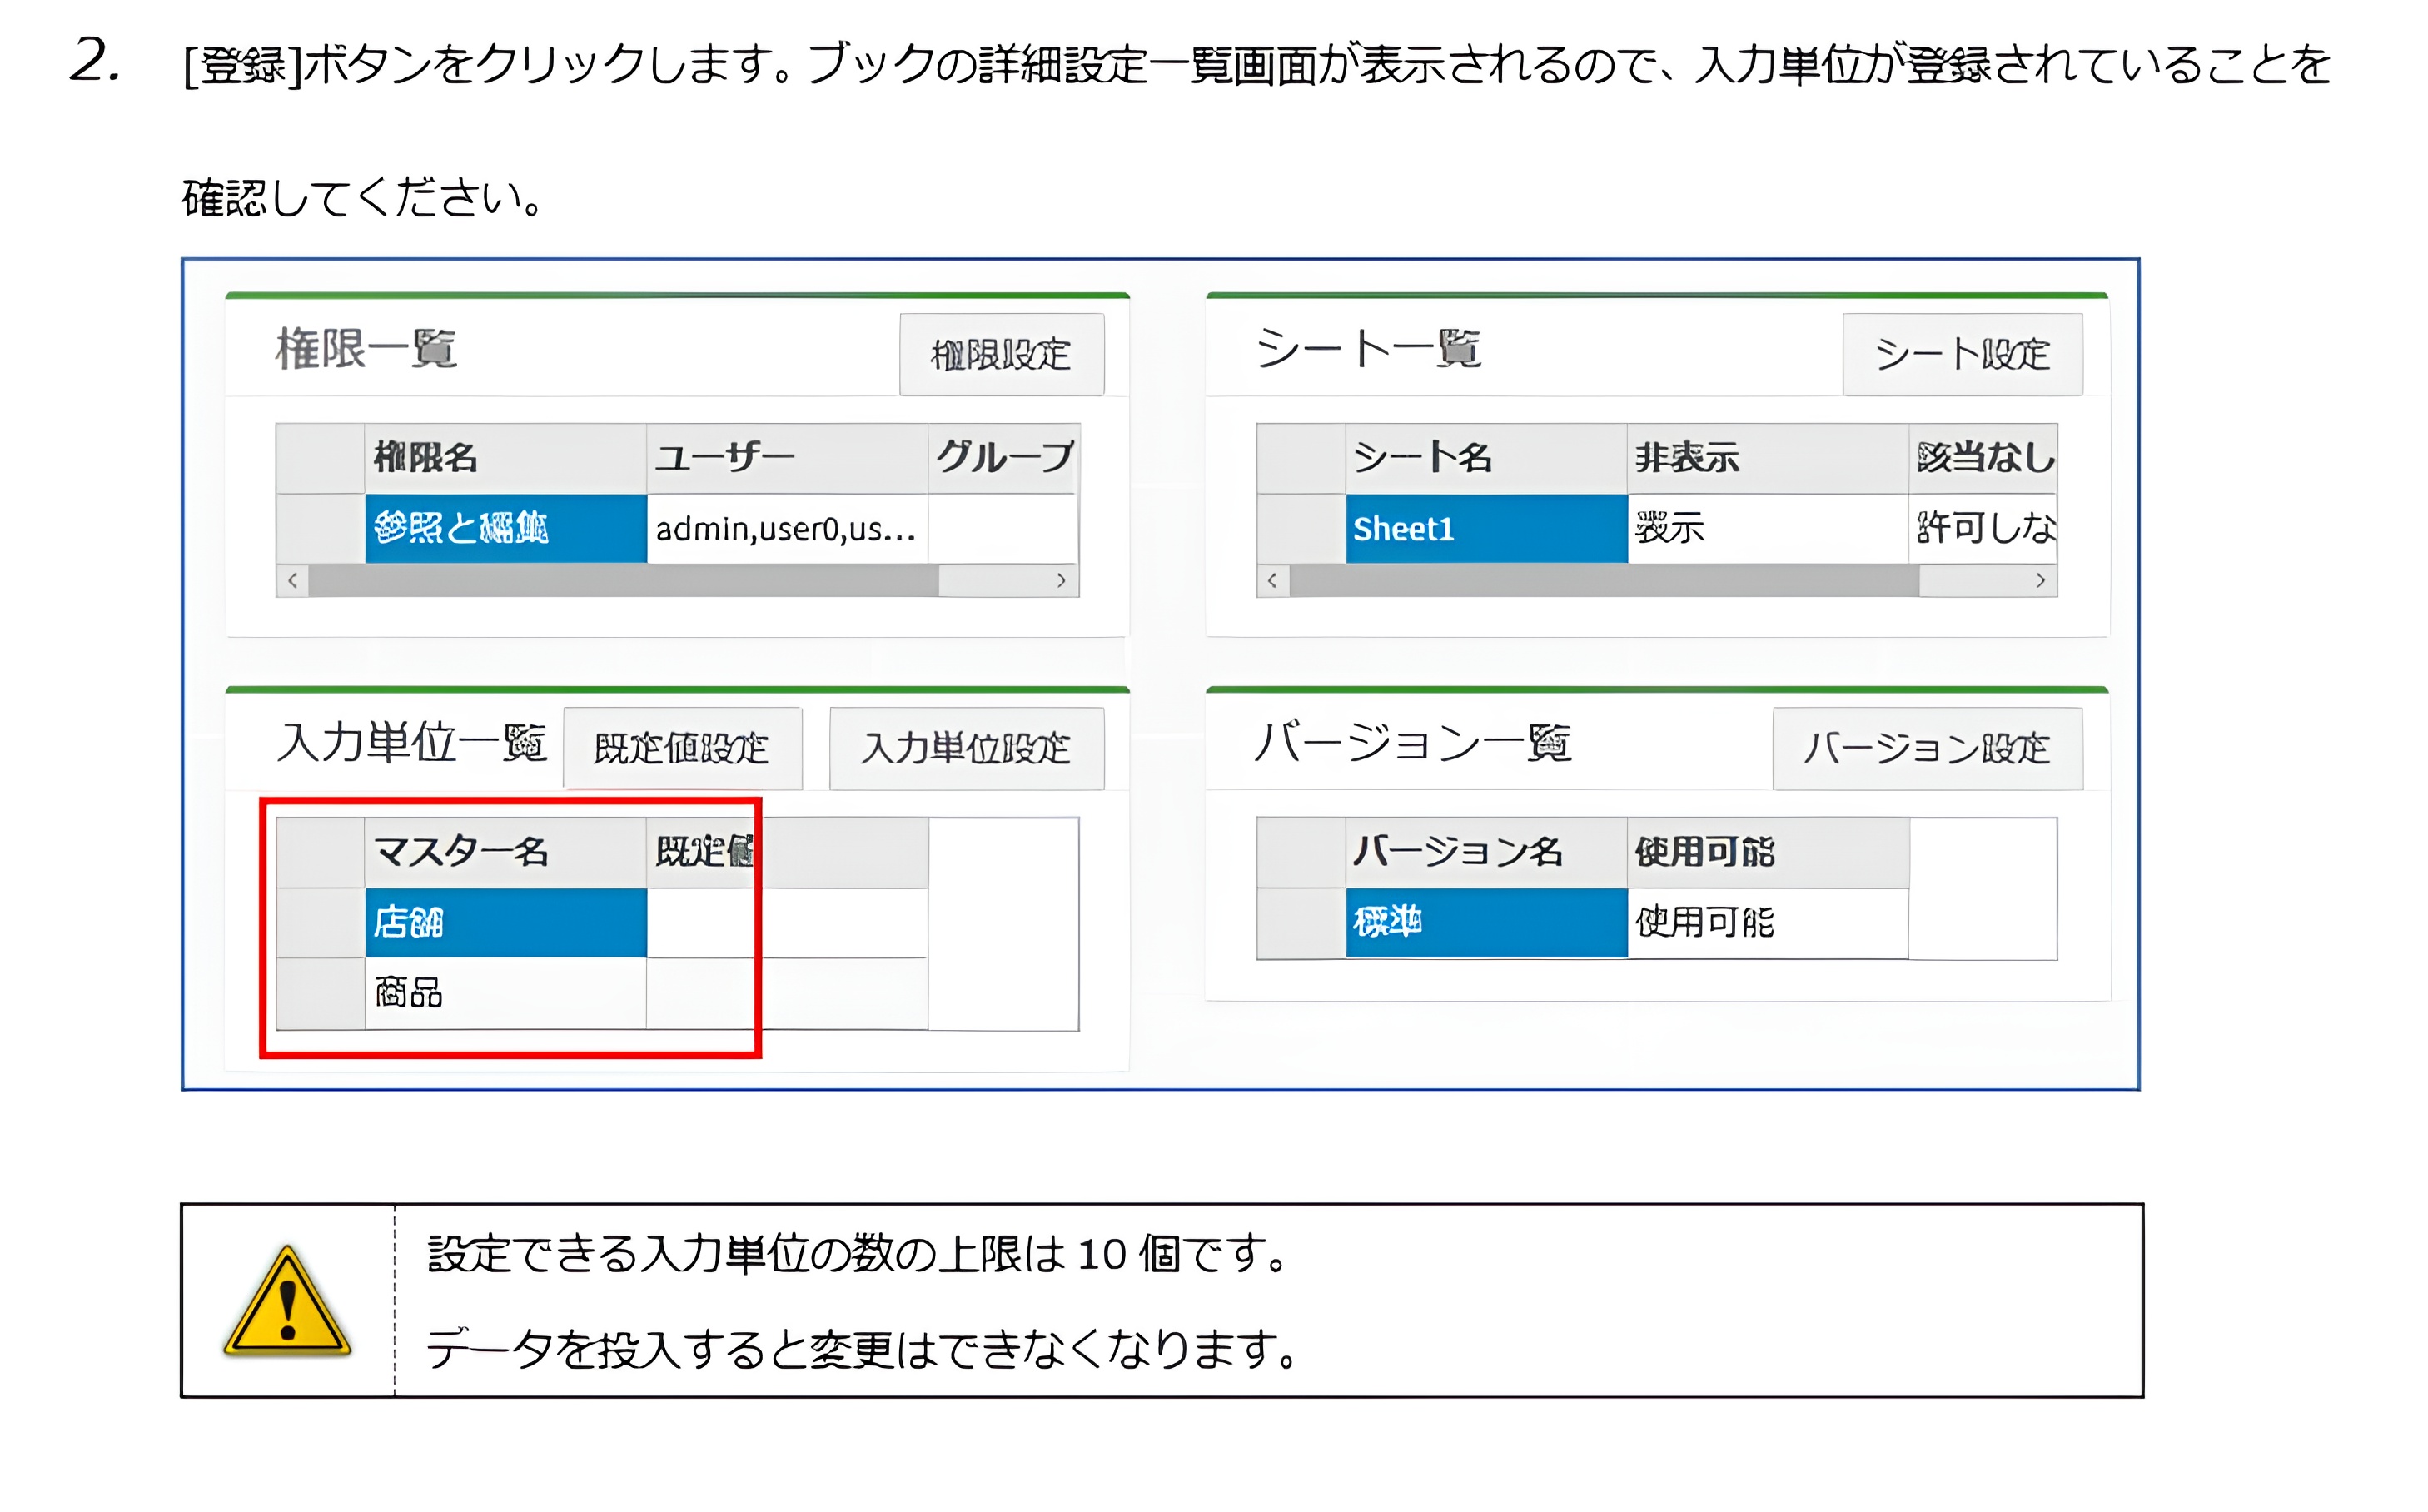 2. [登録]ボタンをクリックします。ブックの詳細設定一覧画面が表示されるので、入力単位が登録されていることを
確認してください。
権限一覧 権限設定
権限名 ユーザー グループ
参照と編集 admin,user0,us...
シート一覧 シート設定
シート名 非表示 該当なし
Sheet1 表示 許可しな
入力単位一覧 既定値設定 入力単位設定
マスター名 既定値
店舗
商品
バージョン一覧 バージョン設定
バージョン名 使用可能
標準 使用可能
設定できる入力単位の数の上限は 10 個です。
データを投入すると変更はできなくなります。